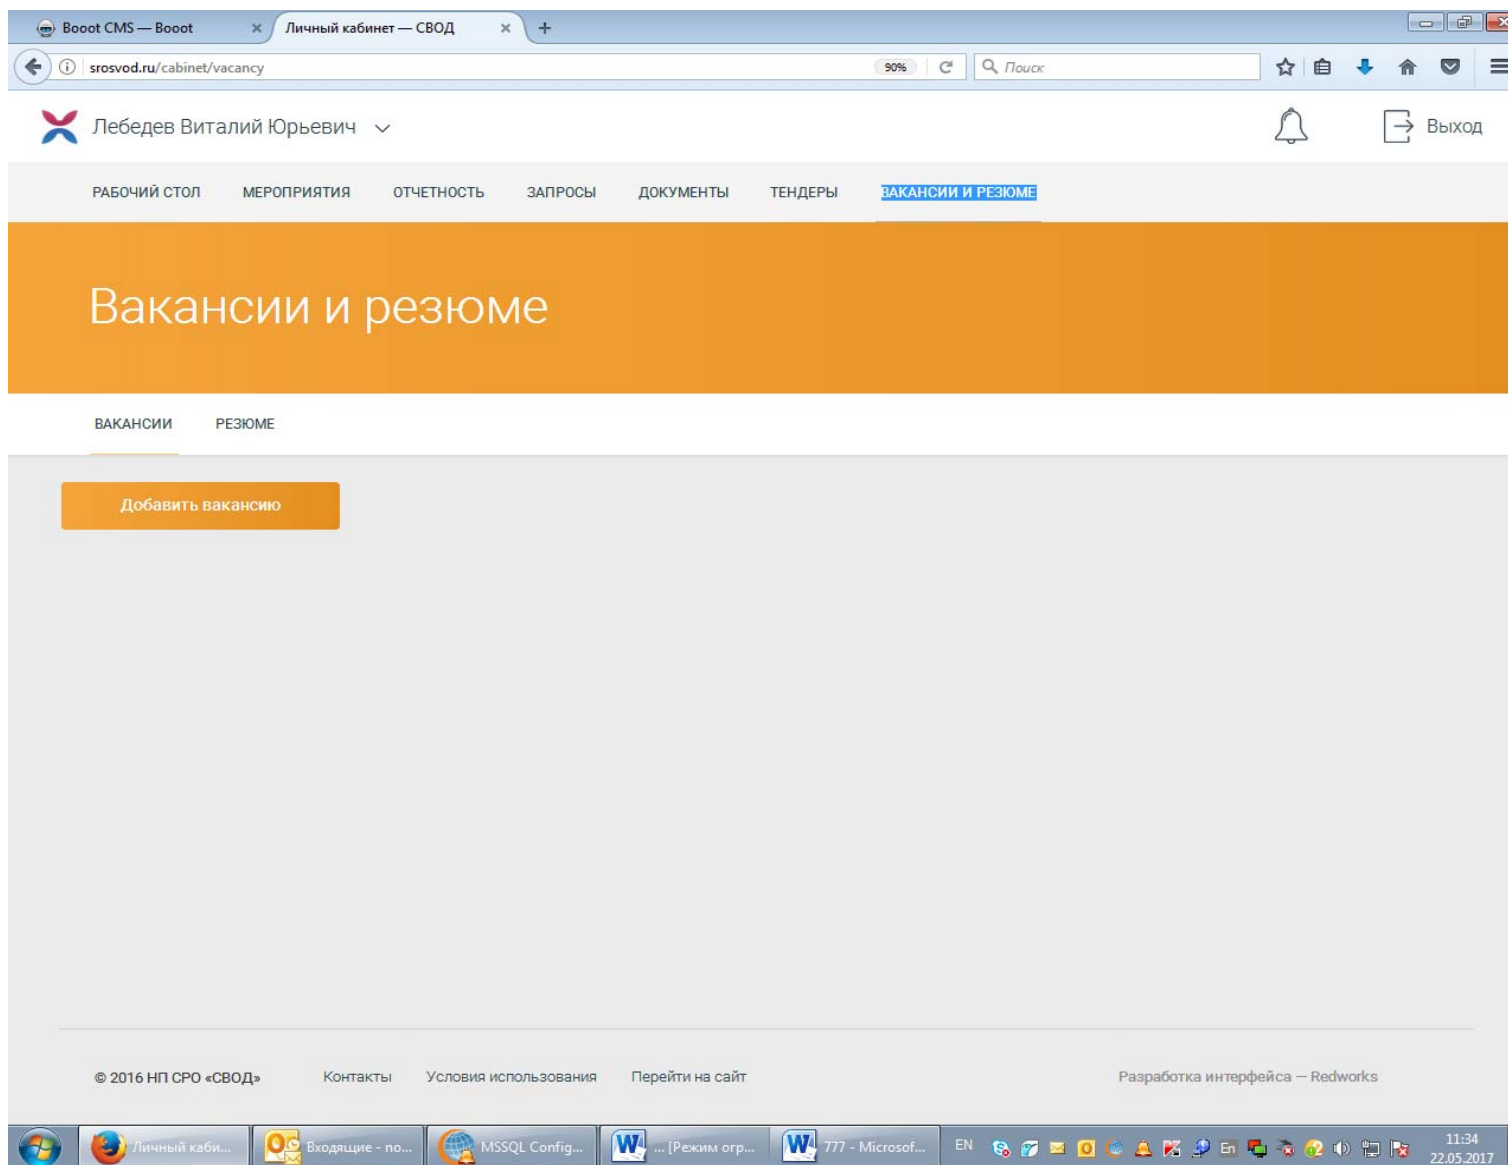 Booot CMS — Booot
Личный кабинет — СВОД
srosvod.ru/cabinet/vacancy
90%
Поиск
Лебедев Виталий Юрьевич
Выход
РАБОЧИЙ СТОЛ МЕРОПРИЯТИЯ ОТЧЕТНОСТЬ ЗАПРОСЫ ДОКУМЕНТЫ ТЕНДЕРЫ ВАКАНСИИ И РЕЗЮМЕ
Вакансии и резюме
ВАКАНСИИ РЕЗЮМЕ
Добавить вакансию
© 2016 НП СРО «СВОД» Контакты Условия использования Перейти на сайт Разработка интерфейса — Redworks
Личный каби... Входящие - по... MSSQL Config... ... [Режим огр... 777 - Microsof... EN En 11:34
22.05.2017